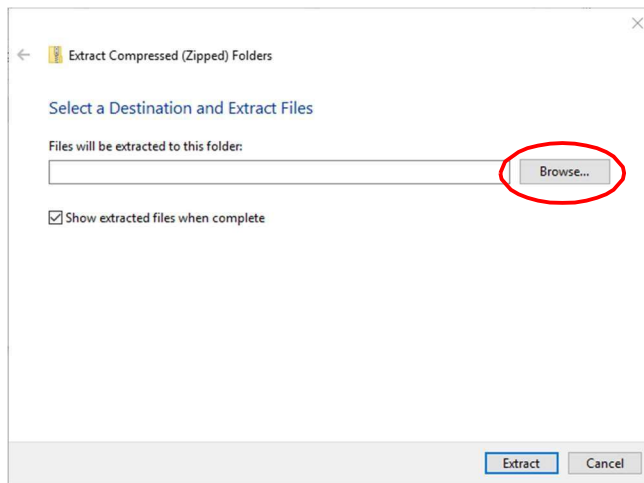 Extract Compressed (Zipped) Folders
Select a Destination and Extract Files
Files will be extracted to this folder:
Browse...
Show extracted files when complete
Extract Cancel